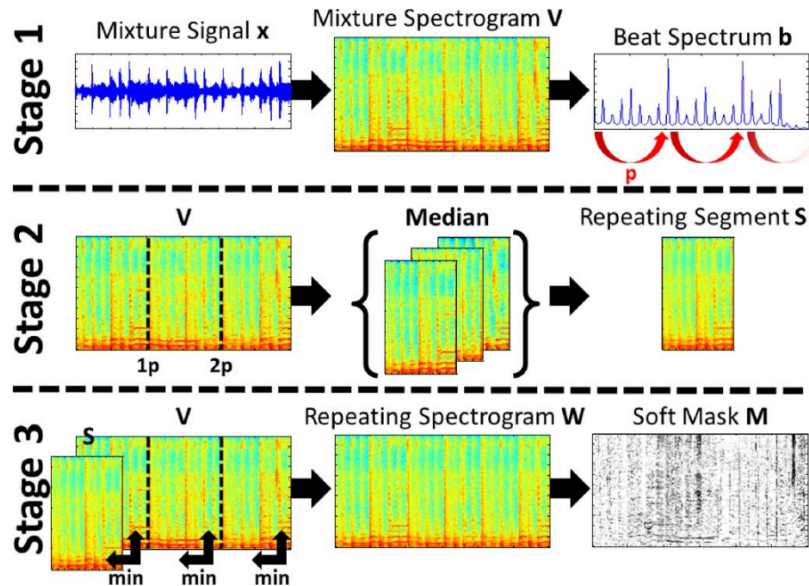 Stage 1
Mixture Signal x
Mixture Spectrogram V
Beat Spectrum b
p
Stage 2
V
Median
Repeating Segment S
1p
2p
Stage 3
S
V
Repeating Spectrogram W
Soft Mask M
min
min
min